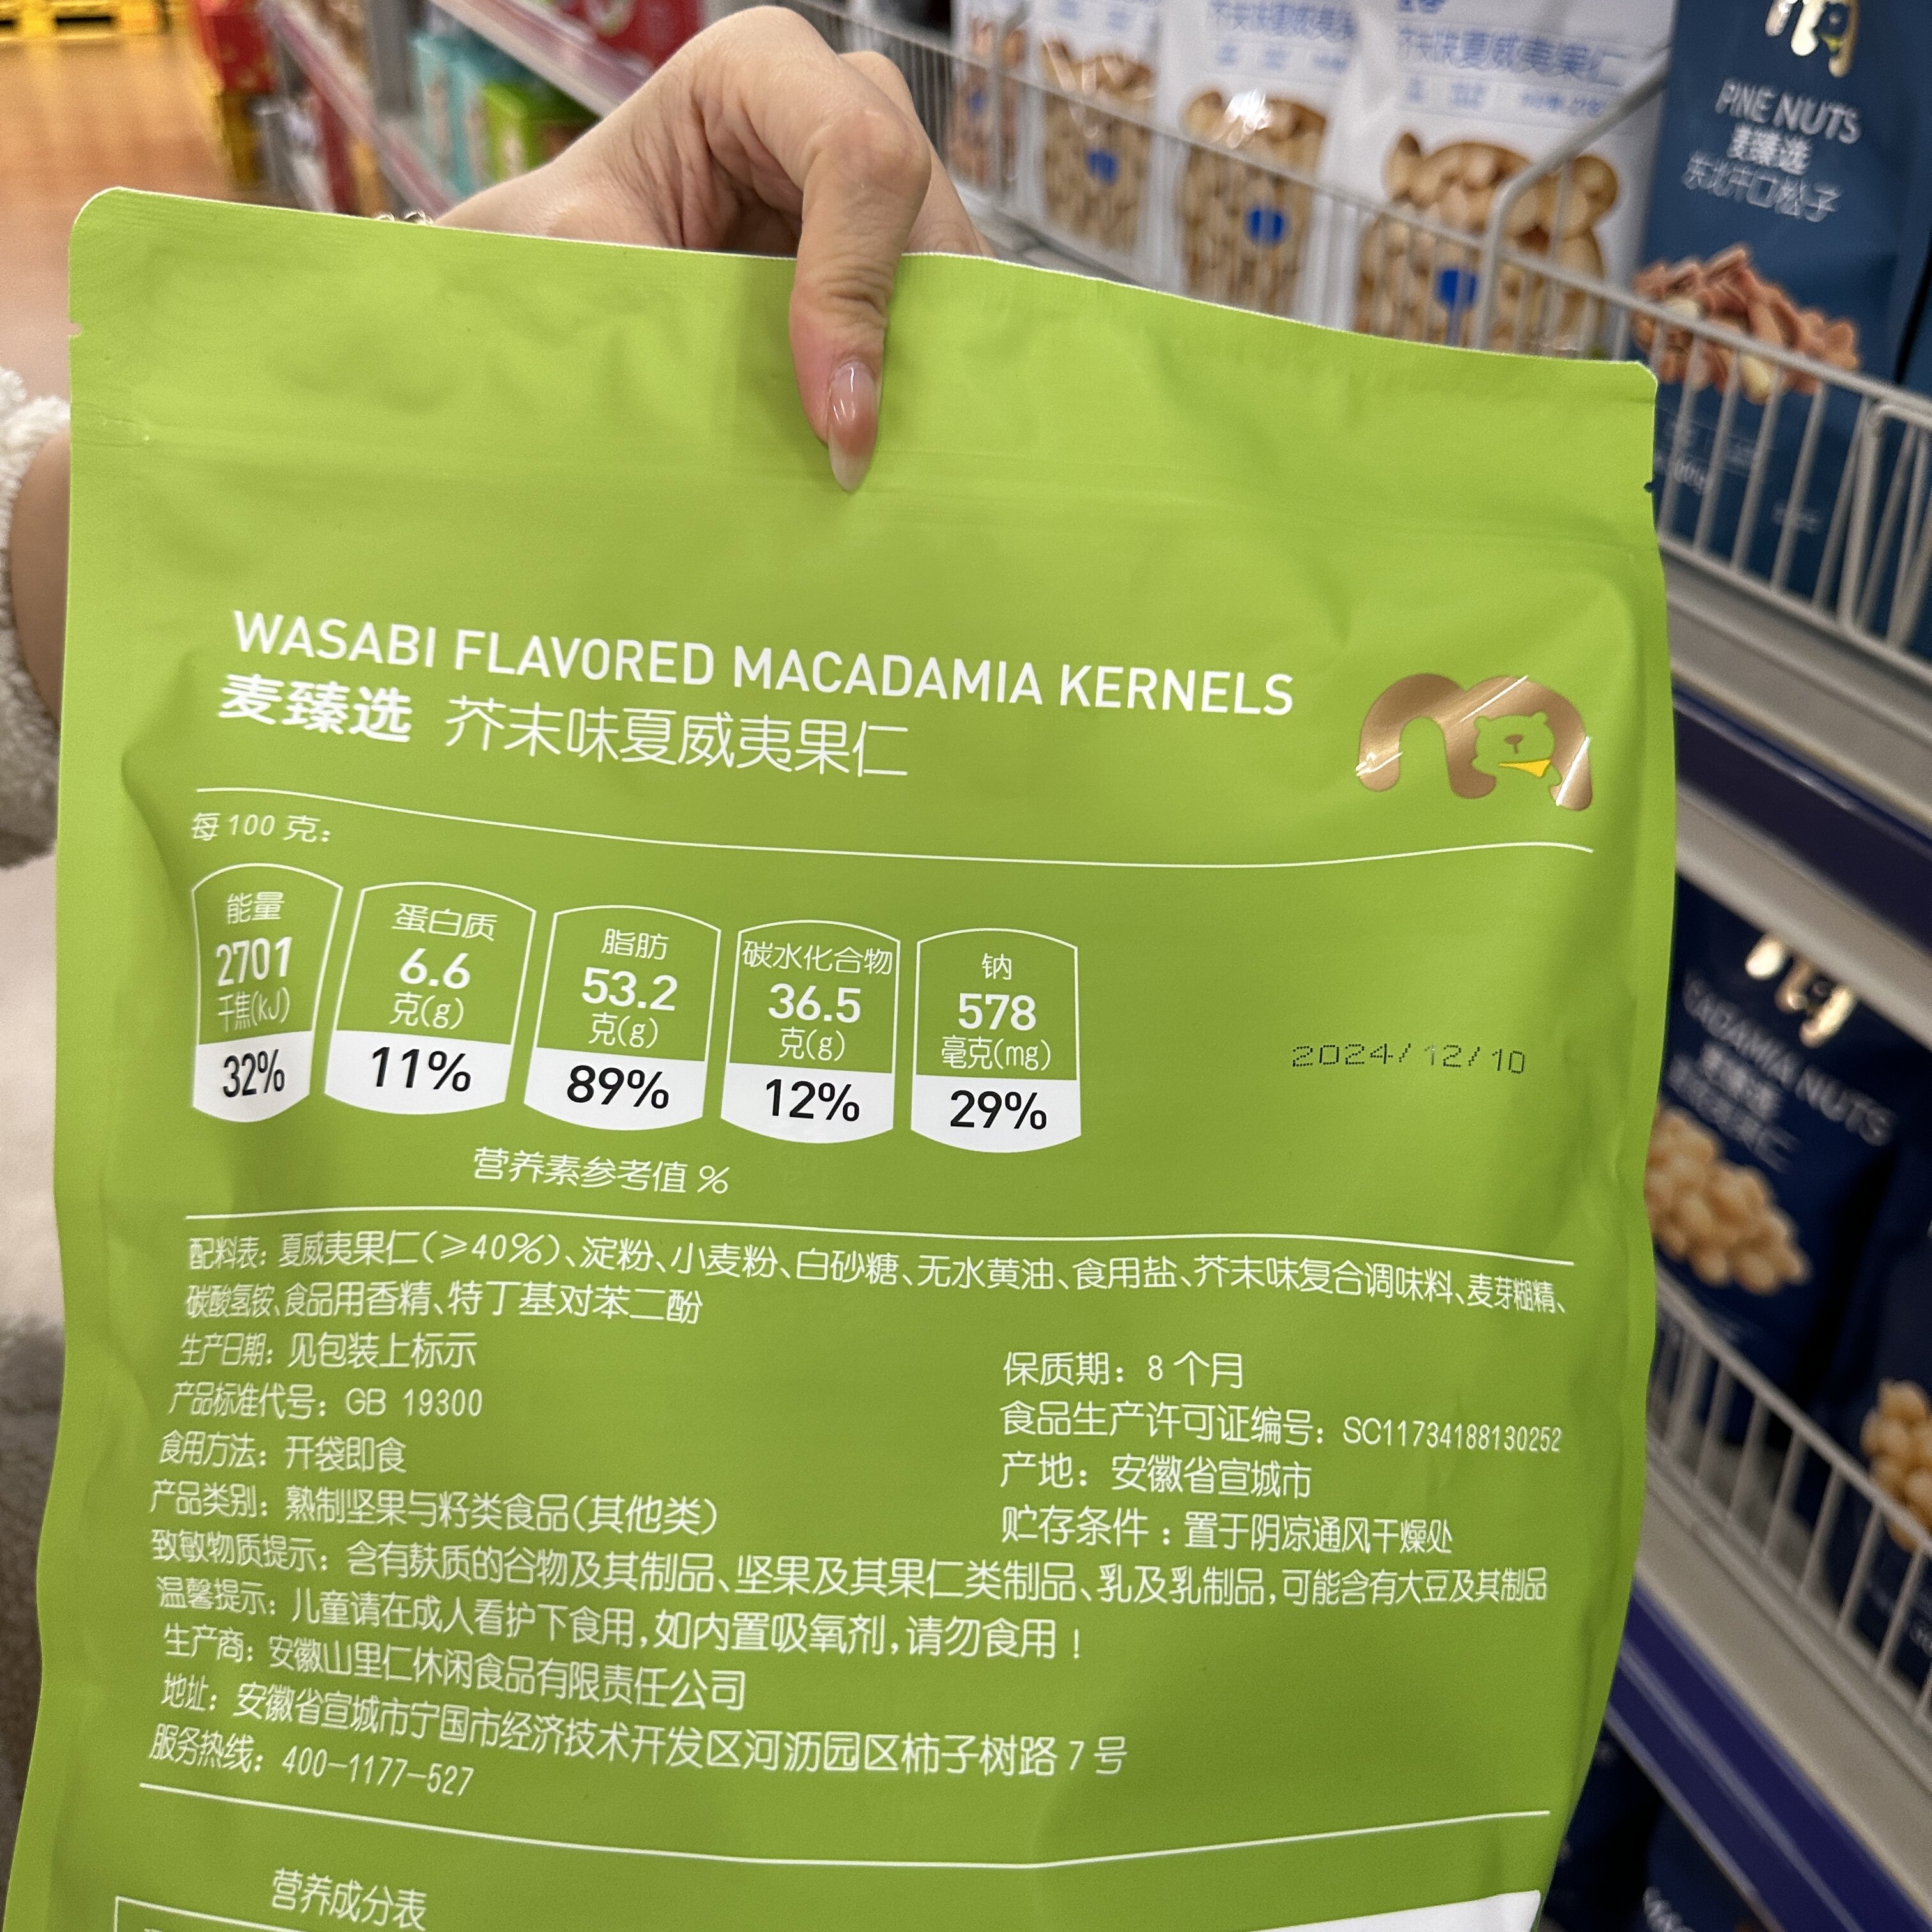 芥末味夏威夷果仁
PINE NUTS
麦臻选
东北开口松子
WASABI FLAVORED MACADAMIA KERNELS
麦臻选 芥末味夏威夷果仁
每100 克:
能量
2701
千焦(kJ)
32%
蛋白质
6.6
克(g)
11%
脂肪
53.2
克(g)
89%
碳水化合物
36.5
克(g)
12%
钠
578
毫克(mg)
29%
2024/12/10
营养素参考值 %
配料表: 夏威夷果仁(≥40%)、淀粉、小麦粉、白砂糖、无水黄油、食用盐、芥末味复合调味料、麦芽糊精、
碳酸氢铵、食品用香精、特丁基对苯二酚
生产日期: 见包装上标示
保质期: 8 个月
产品标准代号: GB 19300
食品生产许可证编号: SC11734188130252
食用方法: 开袋即食
产地: 安徽省宣城市
产品类别: 熟制坚果与籽类食品(其他类)
贮存条件: 置于阴凉通风干燥处
致敏物质提示: 含有麸质的谷物及其制品、坚果及其果仁类制品、乳及乳制品,可能含有大豆及其制品
温馨提示: 儿童请在成人看护下食用,如内置吸氧剂,请勿食用!
生产商: 安徽山里仁休闲食品有限责任公司
地址: 安徽省宣城市宁国市经济技术开发区河沥园区柿子树路 7 号
服务热线: 400-1177-527
营养成分表
CADAMIA NUTS
麦臻选